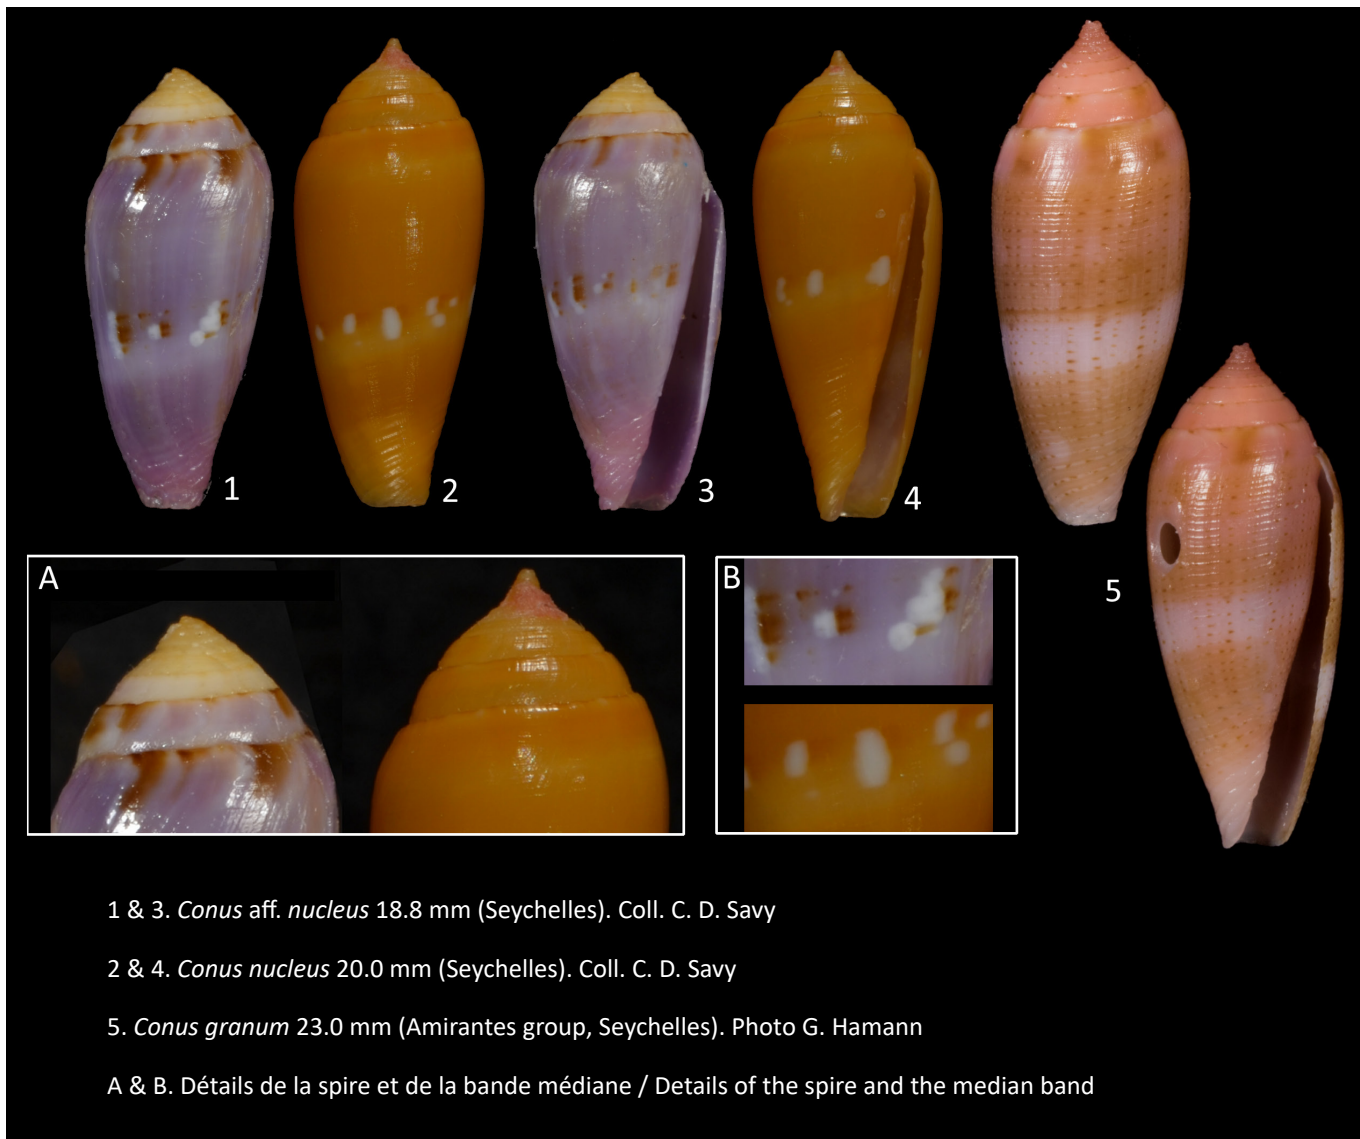 1
2
3
4
5
A
B
1 & 3. Conus aff. nucleus 18.8 mm (Seychelles). Coll. C. D. Savy
2 & 4. Conus nucleus 20.0 mm (Seychelles). Coll. C. D. Savy
5. Conus granum 23.0 mm (Amirantes group, Seychelles). Photo G. Hamann
A & B. Détails de la spire et de la bande médiane / Details of the spire and the median band